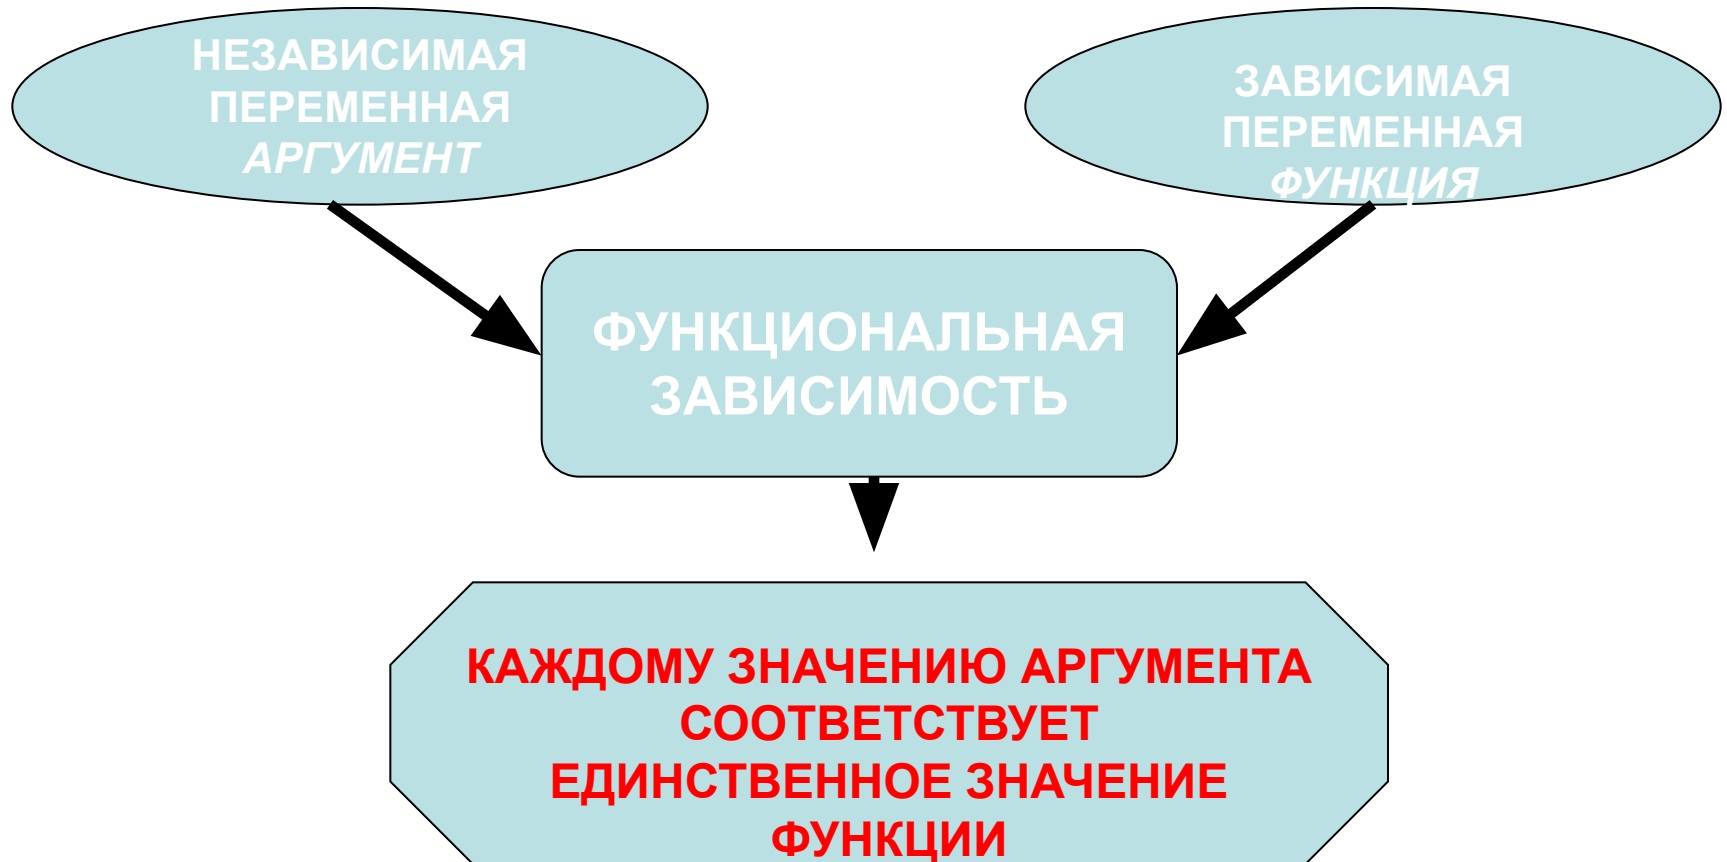 НЕЗАВИСИМАЯ
ПЕРЕМЕННАЯ
АРГУМЕНТ
ЗАВИСИМАЯ
ПЕРЕМЕННАЯ
ФУНКЦИЯ
ФУНКЦИОНАЛЬНАЯ
ЗАВИСИМОСТЬ
КАЖДОМУ ЗНАЧЕНИЮ АРГУМЕНТА
СООТВЕТСТВУЕТ
ЕДИНСТВЕННОЕ ЗНАЧЕНИЕ
ФУНКЦИИ